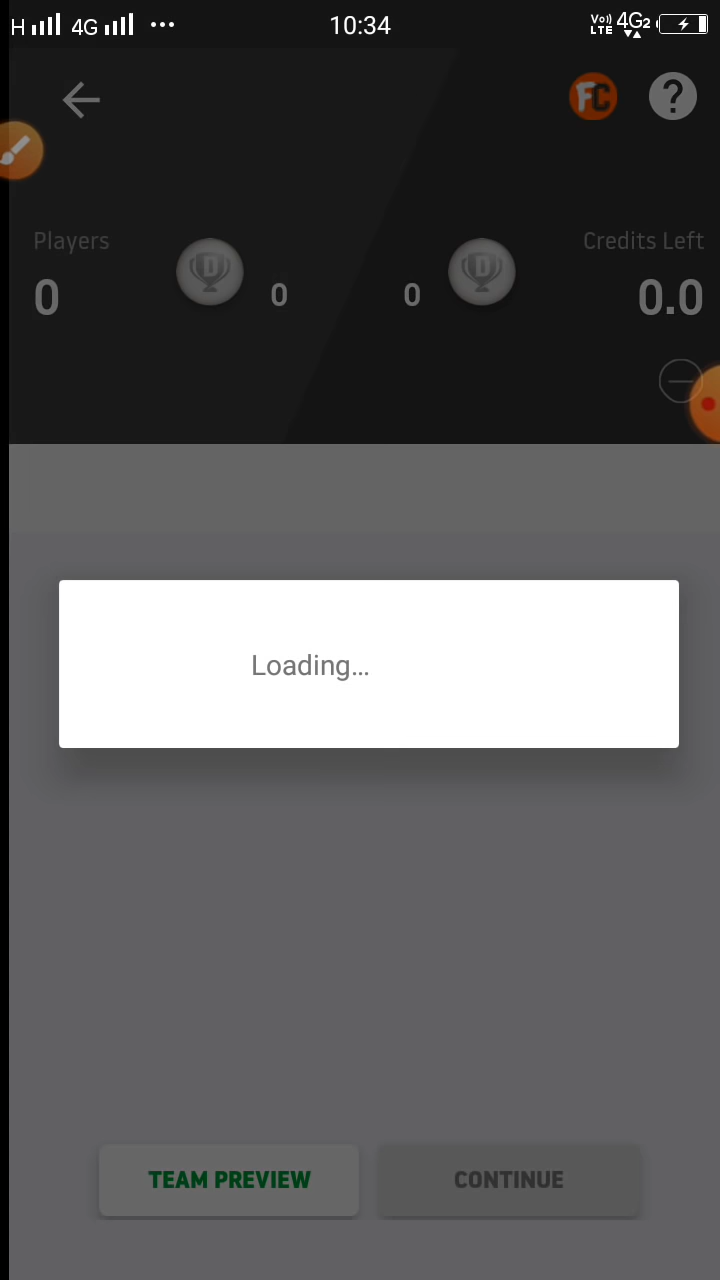 H 4G ... 10:34 Vo)) LTE 4G2
FC ?
Players Credits Left
D D
0 0 0 0.0
Loading...
TEAM PREVIEW CONTINUE